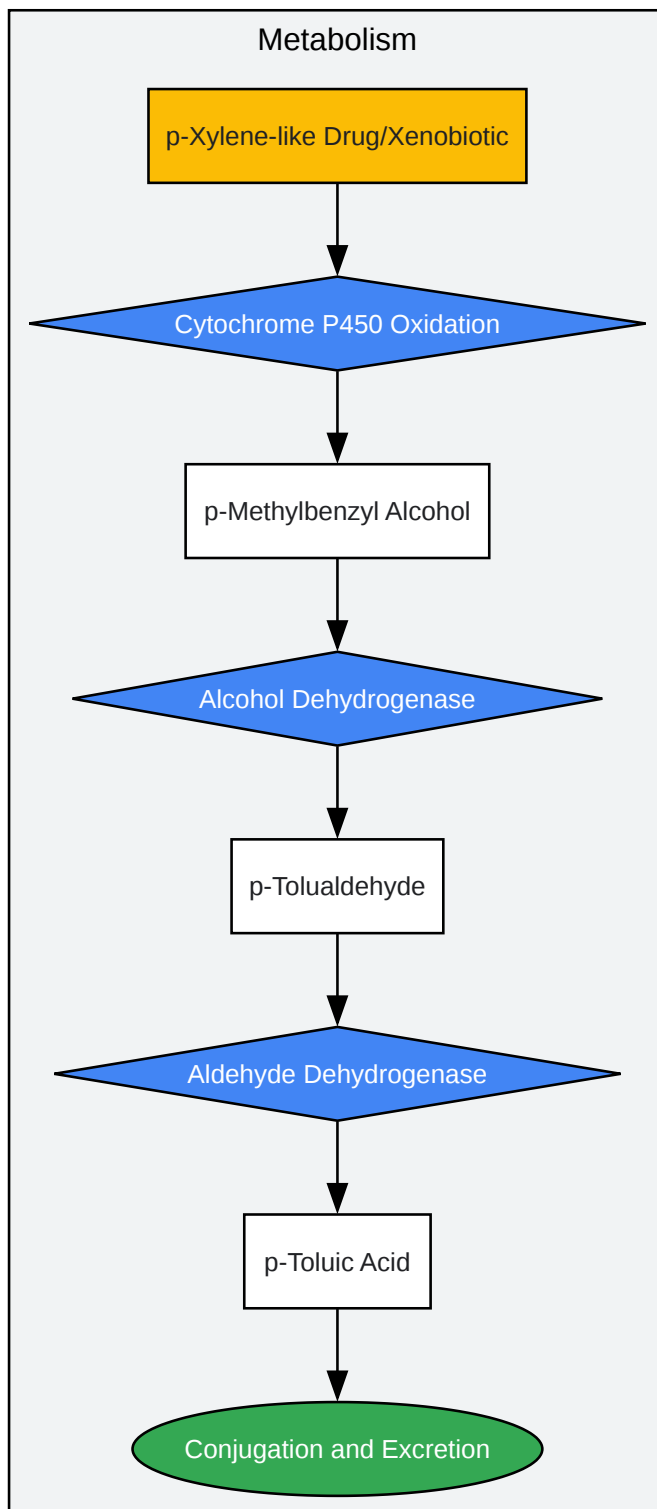 Metabolism
p-Xylene-like Drug/Xenobiotic
Cytochrome P450 Oxidation
p-Methylbenzyl Alcohol
Alcohol Dehydrogenase
p-Tolualdehyde
Aldehyde Dehydrogenase
p-Toluic Acid
Conjugation and Excretion